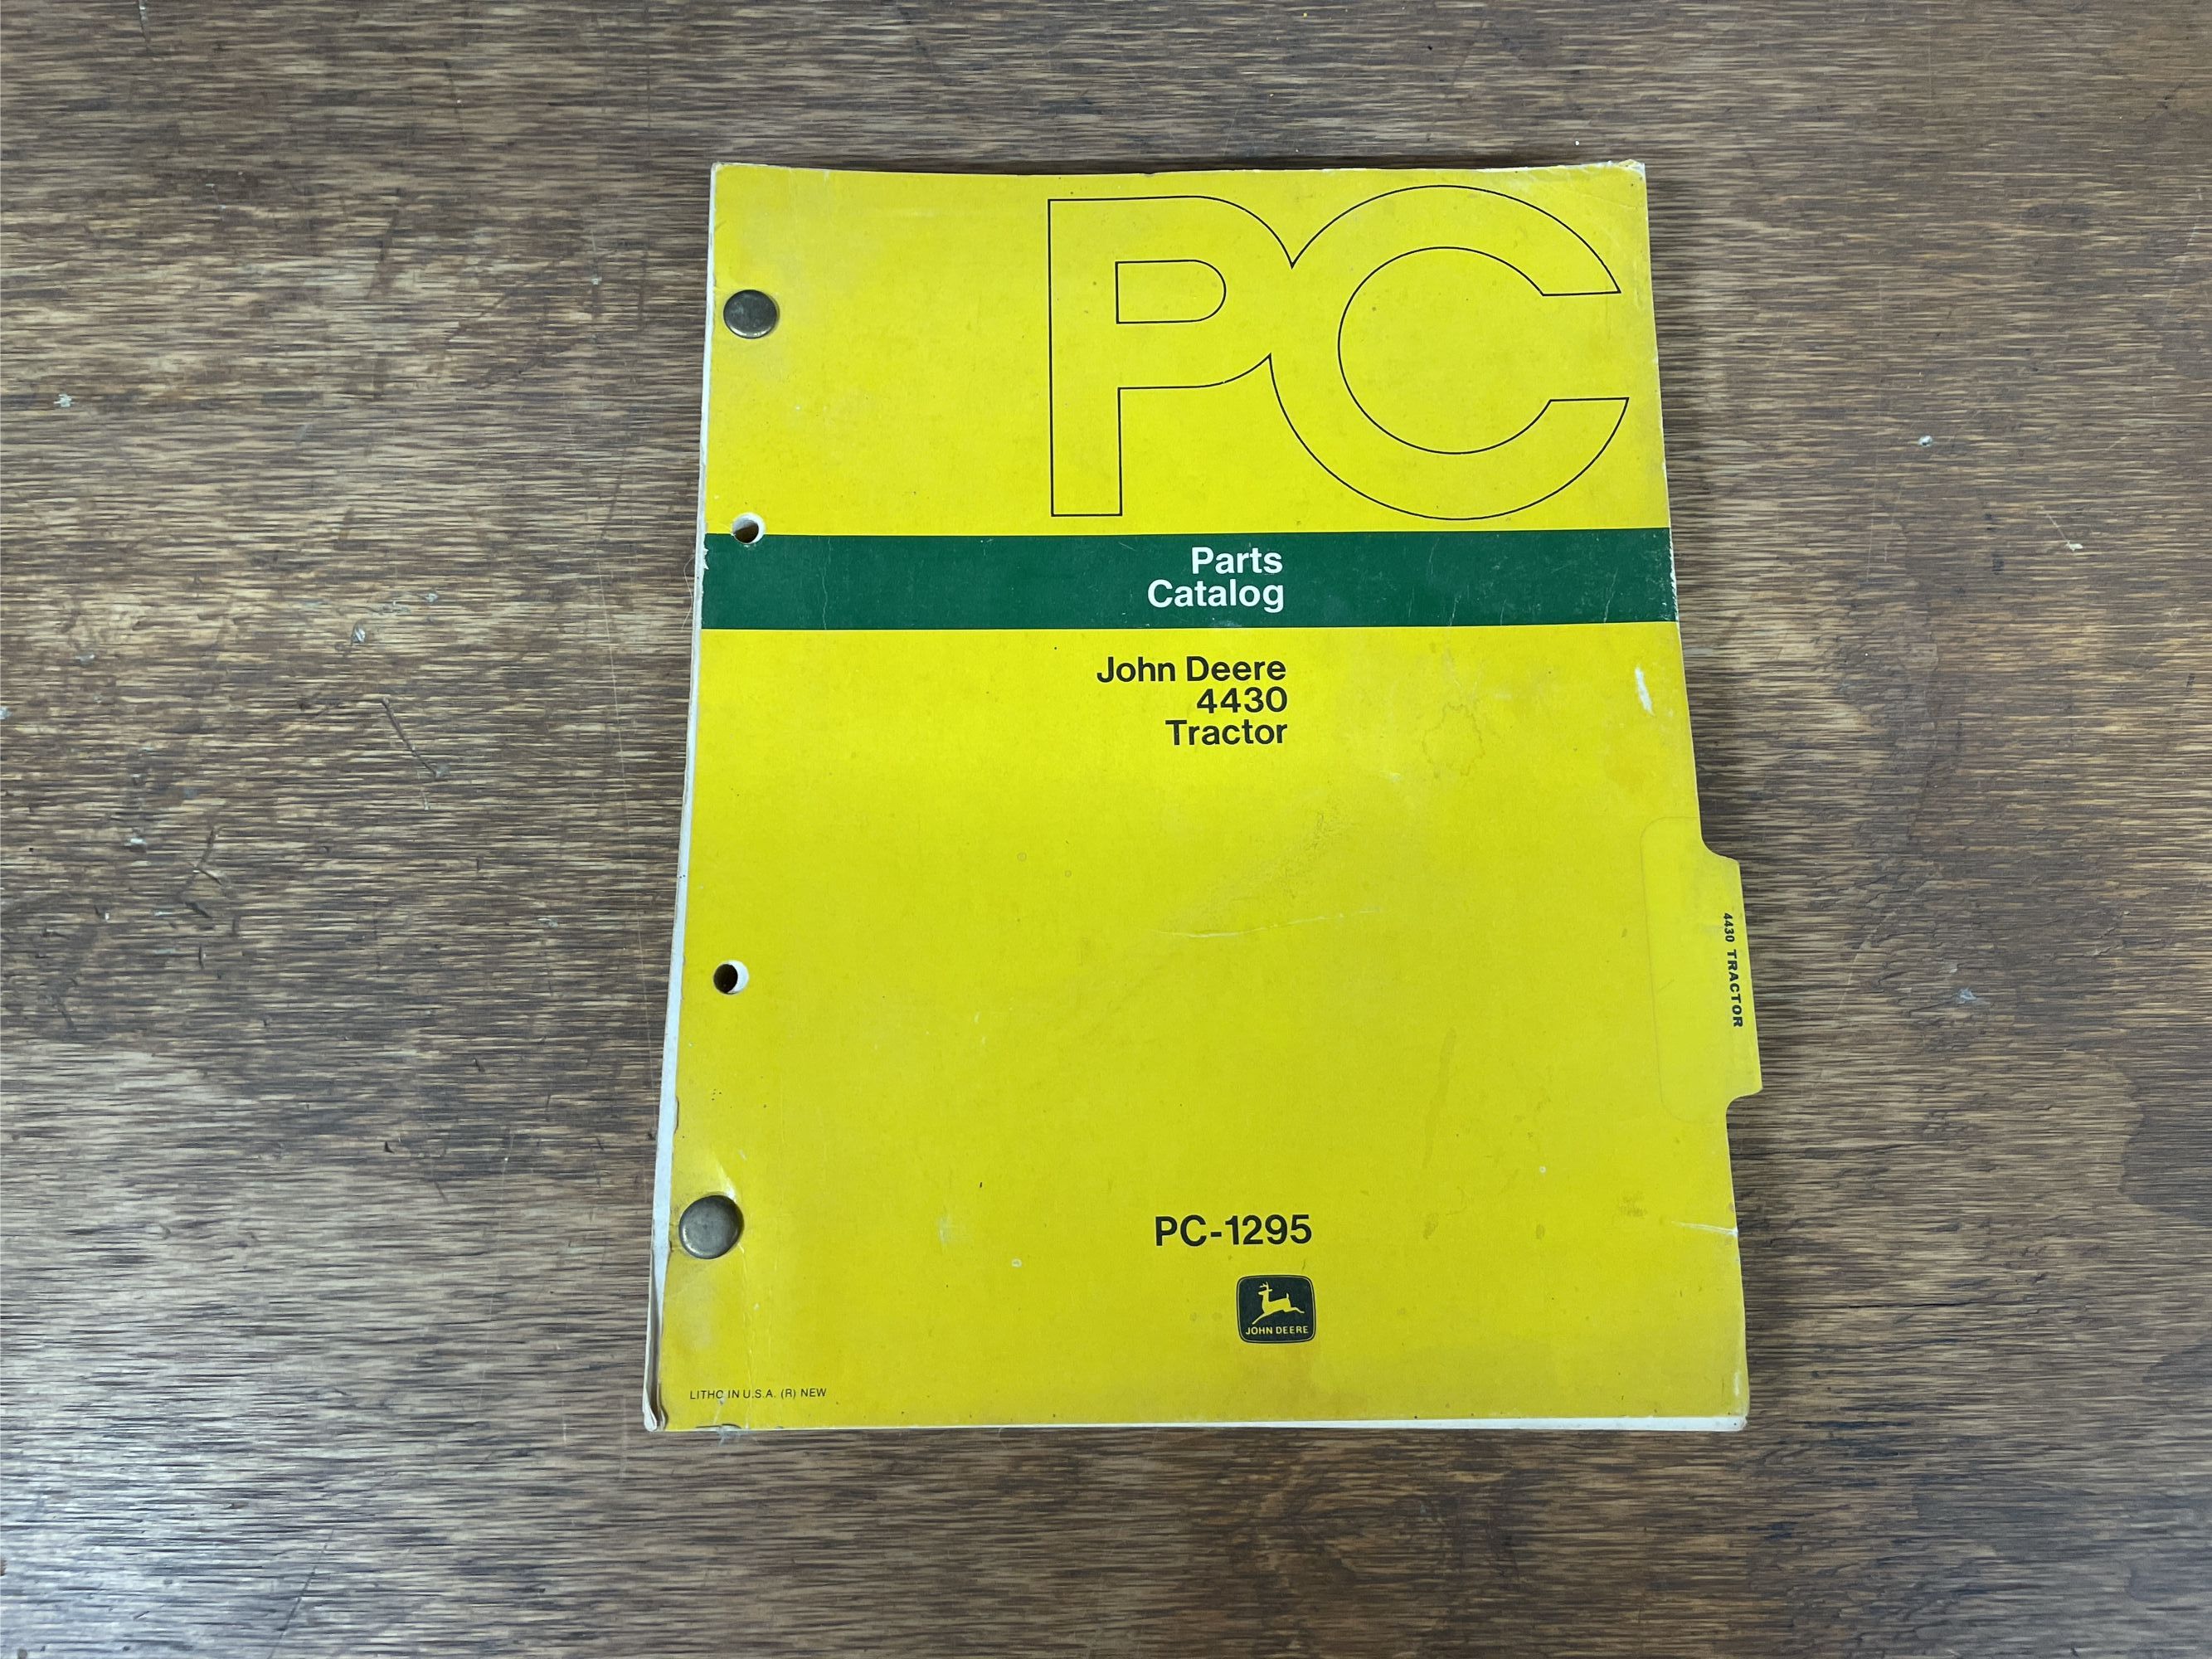 PC
Parts
Catalog
John Deere
4430
Tractor
4430 TRACTOR
PC-1295
JOHN DEERE
LITHO IN U.S.A. (R) NEW